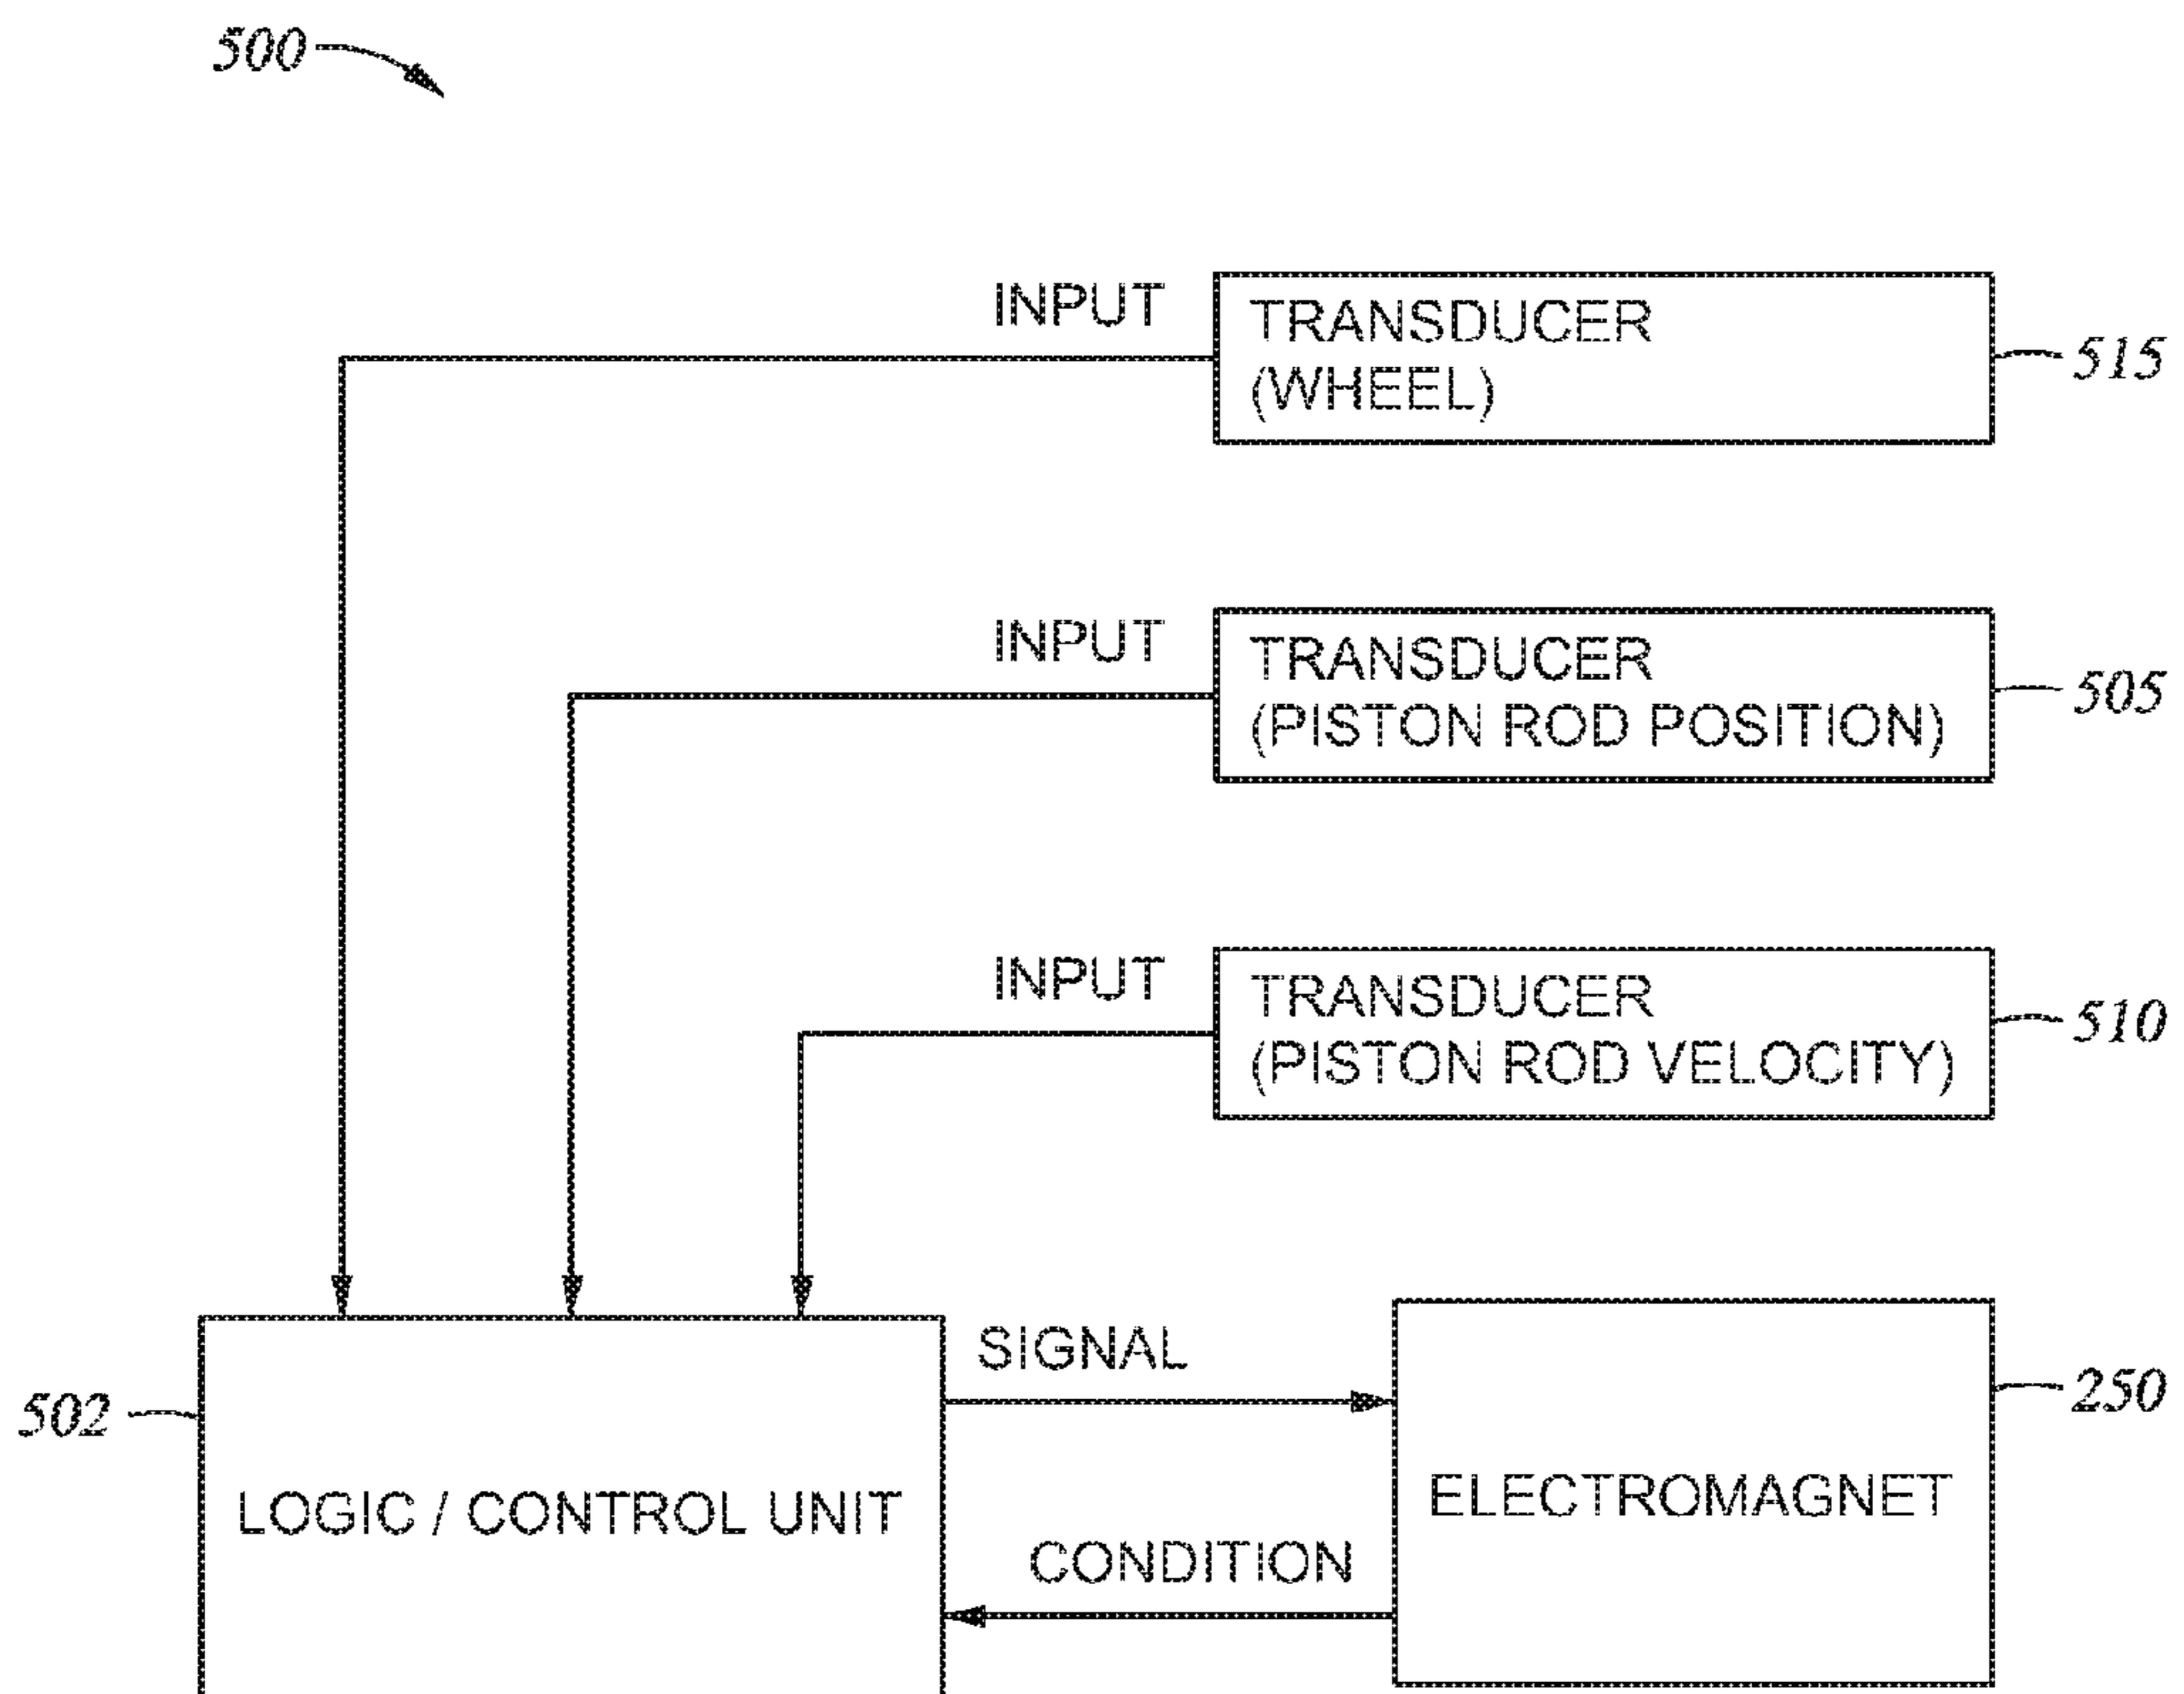 500
INPUT
TRANSDUCER
(WHEEL)
515
INPUT
TRANSDUCER
(PISTON ROD POSITION)
505
INPUT
TRANSDUCER
(PISTON ROD VELOCITY)
510
502
LOGIC / CONTROL UNIT
SIGNAL
CONDITION
ELECTROMAGNET
250